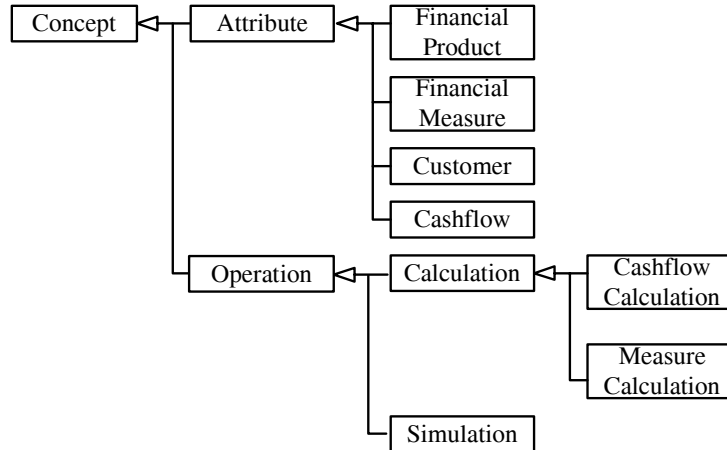 Concept
Attribute
Financial
Product
Financial
Measure
Customer
Cashflow
Operation
Calculation
Cashflow
Calculation
Measure
Calculation
Simulation